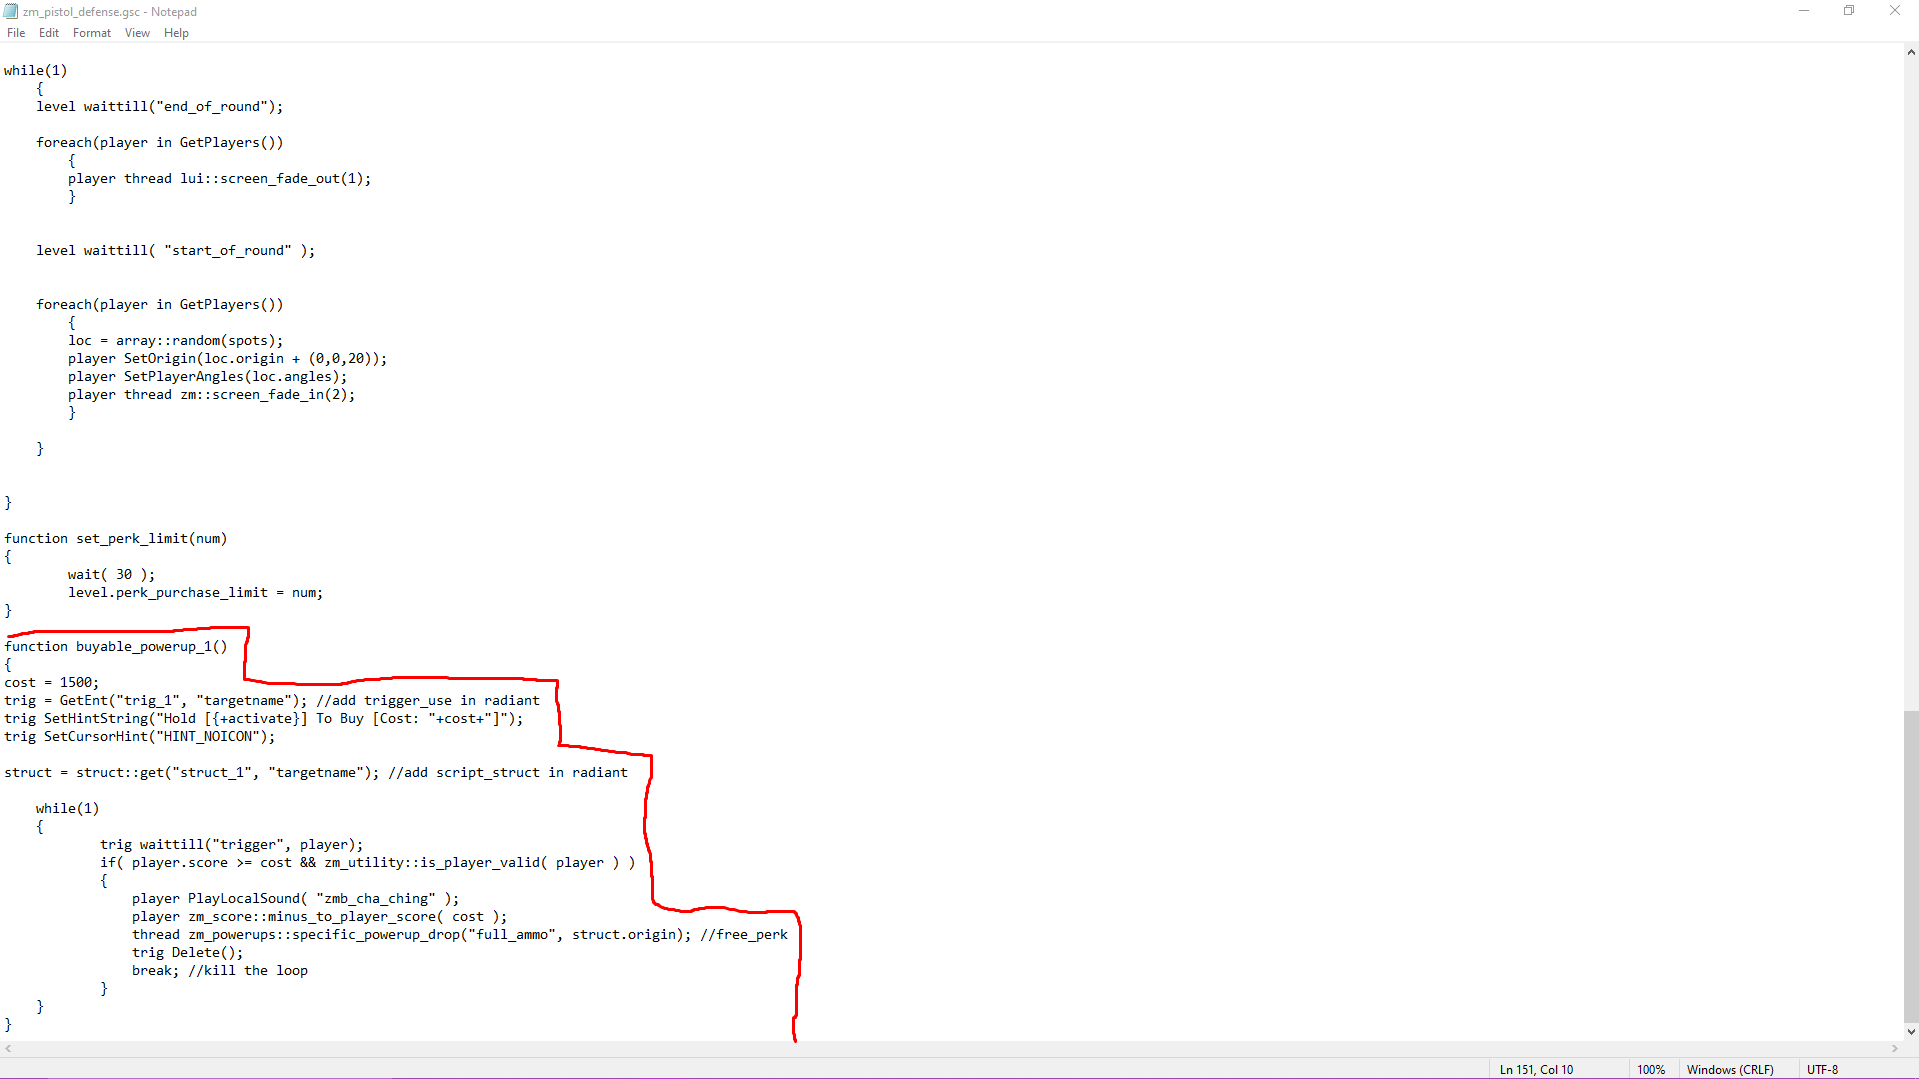 zm_pistol_defense.gsc - Notepad
File Edit Format View Help
while(1)
{
level waittill("end_of_round");
foreach(player in GetPlayers())
{
player thread lui::screen_fade_out(1);
}
level waittill( "start_of_round" );
foreach(player in GetPlayers())
{
loc = array::random(spots);
player SetOrigin(loc.origin + (0,0,20));
player SetPlayerAngles(loc.angles);
player thread zm::screen_fade_in(2);
}
}
}
function set_perk_limit(num)
{
wait( 30 );
level.perk_purchase_limit = num;
}
function buyable_powerup_1()
{
cost = 1500;
trig = GetEnt("trig_1", "targetname"); //add trigger_use in radiant
trig SetHintString("Hold [{+activate}] To Buy [Cost: "+cost+"]");
trig SetCursorHint("HINT_NOICON");
struct = struct::get("struct_1", "targetname"); //add script_struct in radiant
while(1)
{
trig waittill("trigger", player);
if( player.score >= cost && zm_utility::is_player_valid( player ) )
{
player PlayLocalSound( "zmb_cha_ching" );
player zm_score::minus_to_player_score( cost );
thread zm_powerups::specific_powerup_drop("full_ammo", struct.origin); //free_perk
trig Delete();
break; //kill the loop
}
}
}
Ln 151, Col 10 100% Windows (CRLF) UTF-8